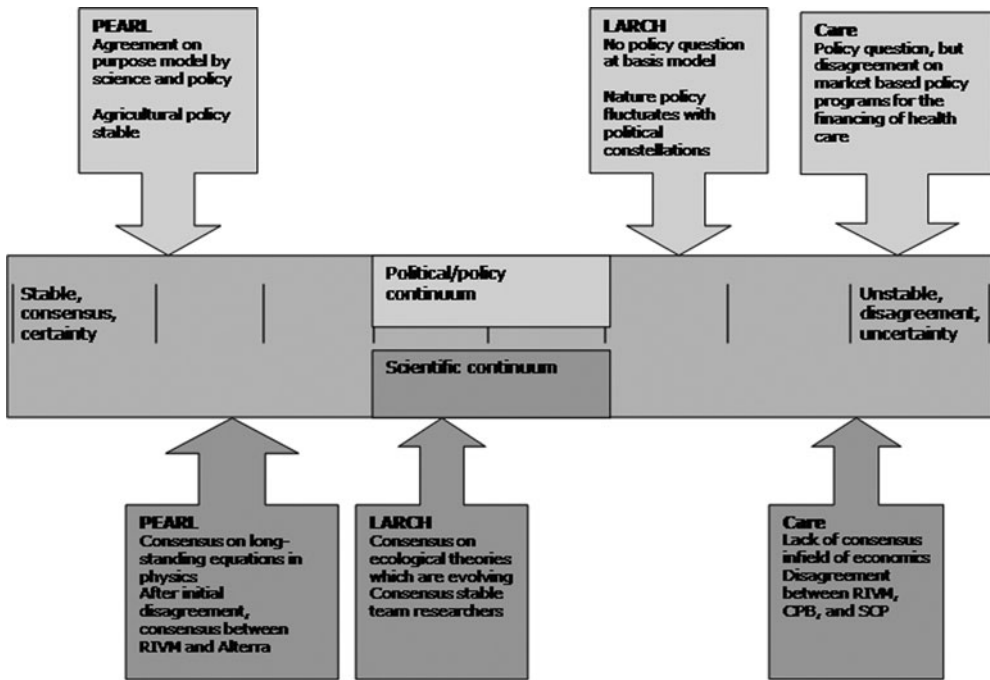 PEARL
Agreement on
purpose model by
science and policy
Agricultural policy
stable
LARCH
No policy question
at basis model
Nature policy
fluctuates with
political
constellations
Care
Policy question, but
disagreement on
market based policy
programs for the
financing of health
care
Stable,
consensus,
certainty
Political/policy
continuum
Scientific continuum
Unstable,
disagreement,
uncertainty
PEARL
Consensus on long-
standing equations in
physics
After initial
disagreement,
consensus between
RIVM and Alterra
LARCH
Consensus on
ecological theories
which are evolving
Consensus stable
team researchers
Care
Lack of consensus
infield of economics
Disagreement
between RIVM,
CPB, and SCP